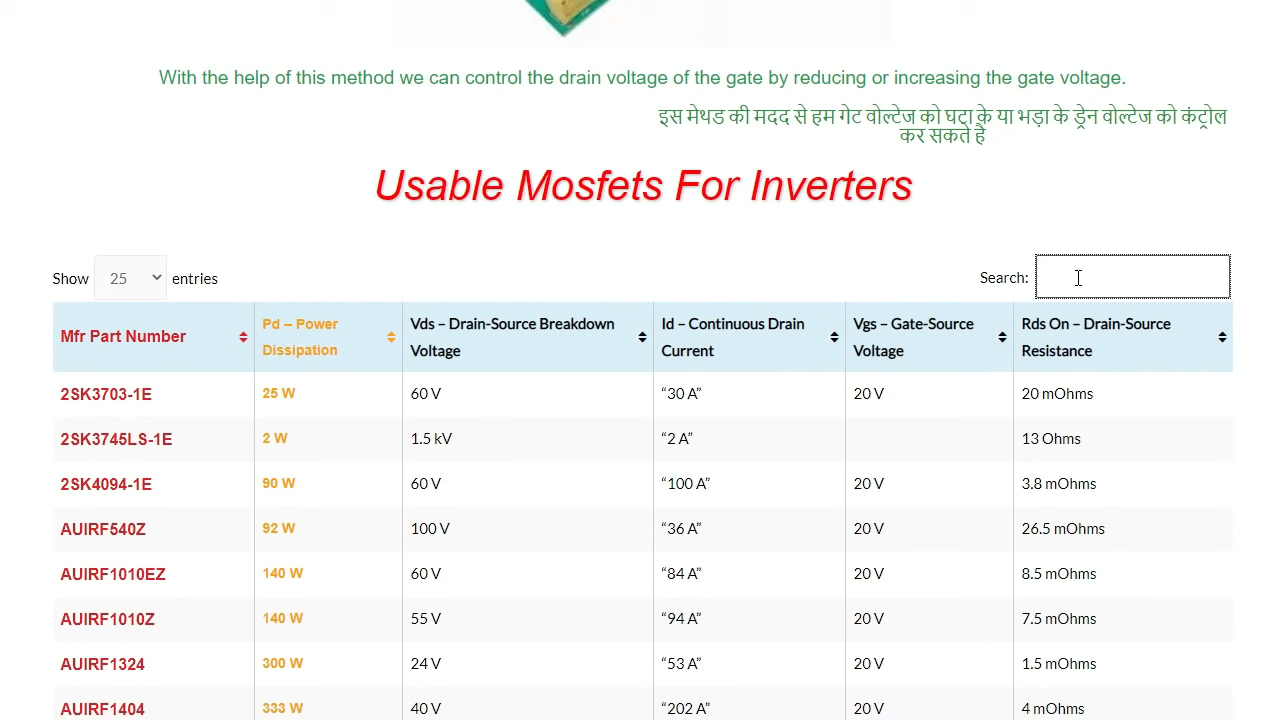 With the help of this method we can control the drain voltage of the gate by reducing or increasing the gate voltage.
इस मेथड की मदद से हम गेट वोल्टेज को घटा के या भड़ा के ड्रेन वोल्टेज को कंट्रोल
कर सकते है
Usable Mosfets For Inverters
Show 25 entries Search:
Mfr Part Number Pd – Power Dissipation Vds – Drain-Source Breakdown Voltage Id – Continuous Drain Current Vgs – Gate-Source Voltage Rds On – Drain-Source Resistance
2SK3703-1E 25 W 60 V “30 A” 20 V 20 mOhms
2SK3745LS-1E 2 W 1.5 kV “2 A” 13 Ohms
2SK4094-1E 90 W 60 V “100 A” 20 V 3.8 mOhms
AUIRF540Z 92 W 100 V “36 A” 20 V 26.5 mOhms
AUIRF1010EZ 140 W 60 V “84 A” 20 V 8.5 mOhms
AUIRF1010Z 140 W 55 V “94 A” 20 V 7.5 mOhms
AUIRF1324 300 W 24 V “53 A” 20 V 1.5 mOhms
AUIRF1404 333 W 40 V “202 A” 20 V 4 mOhms